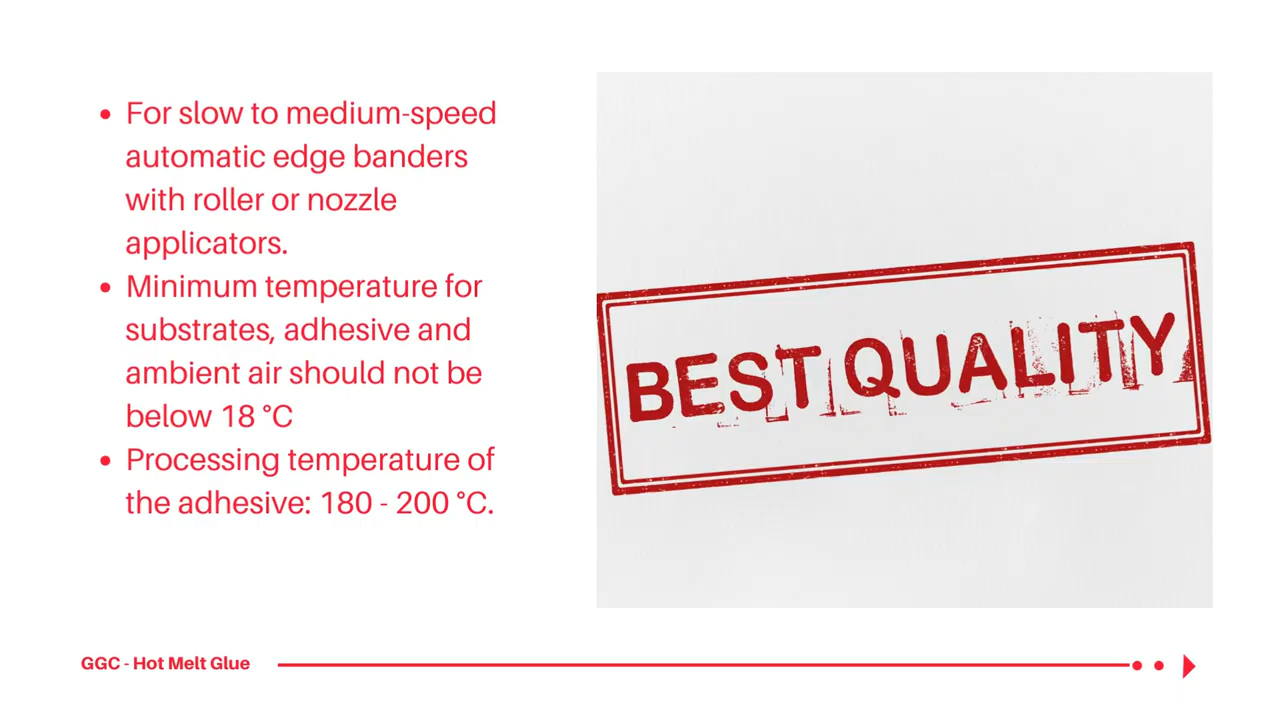 • For slow to medium-speed
automatic edge banders
with roller or nozzle
applicators.
• Minimum temperature for
substrates, adhesive and
ambient air should not be
below 18 °C
• Processing temperature of
the adhesive: 180 - 200 °C.
BEST QUALITY
GGC - Hot Melt Glue